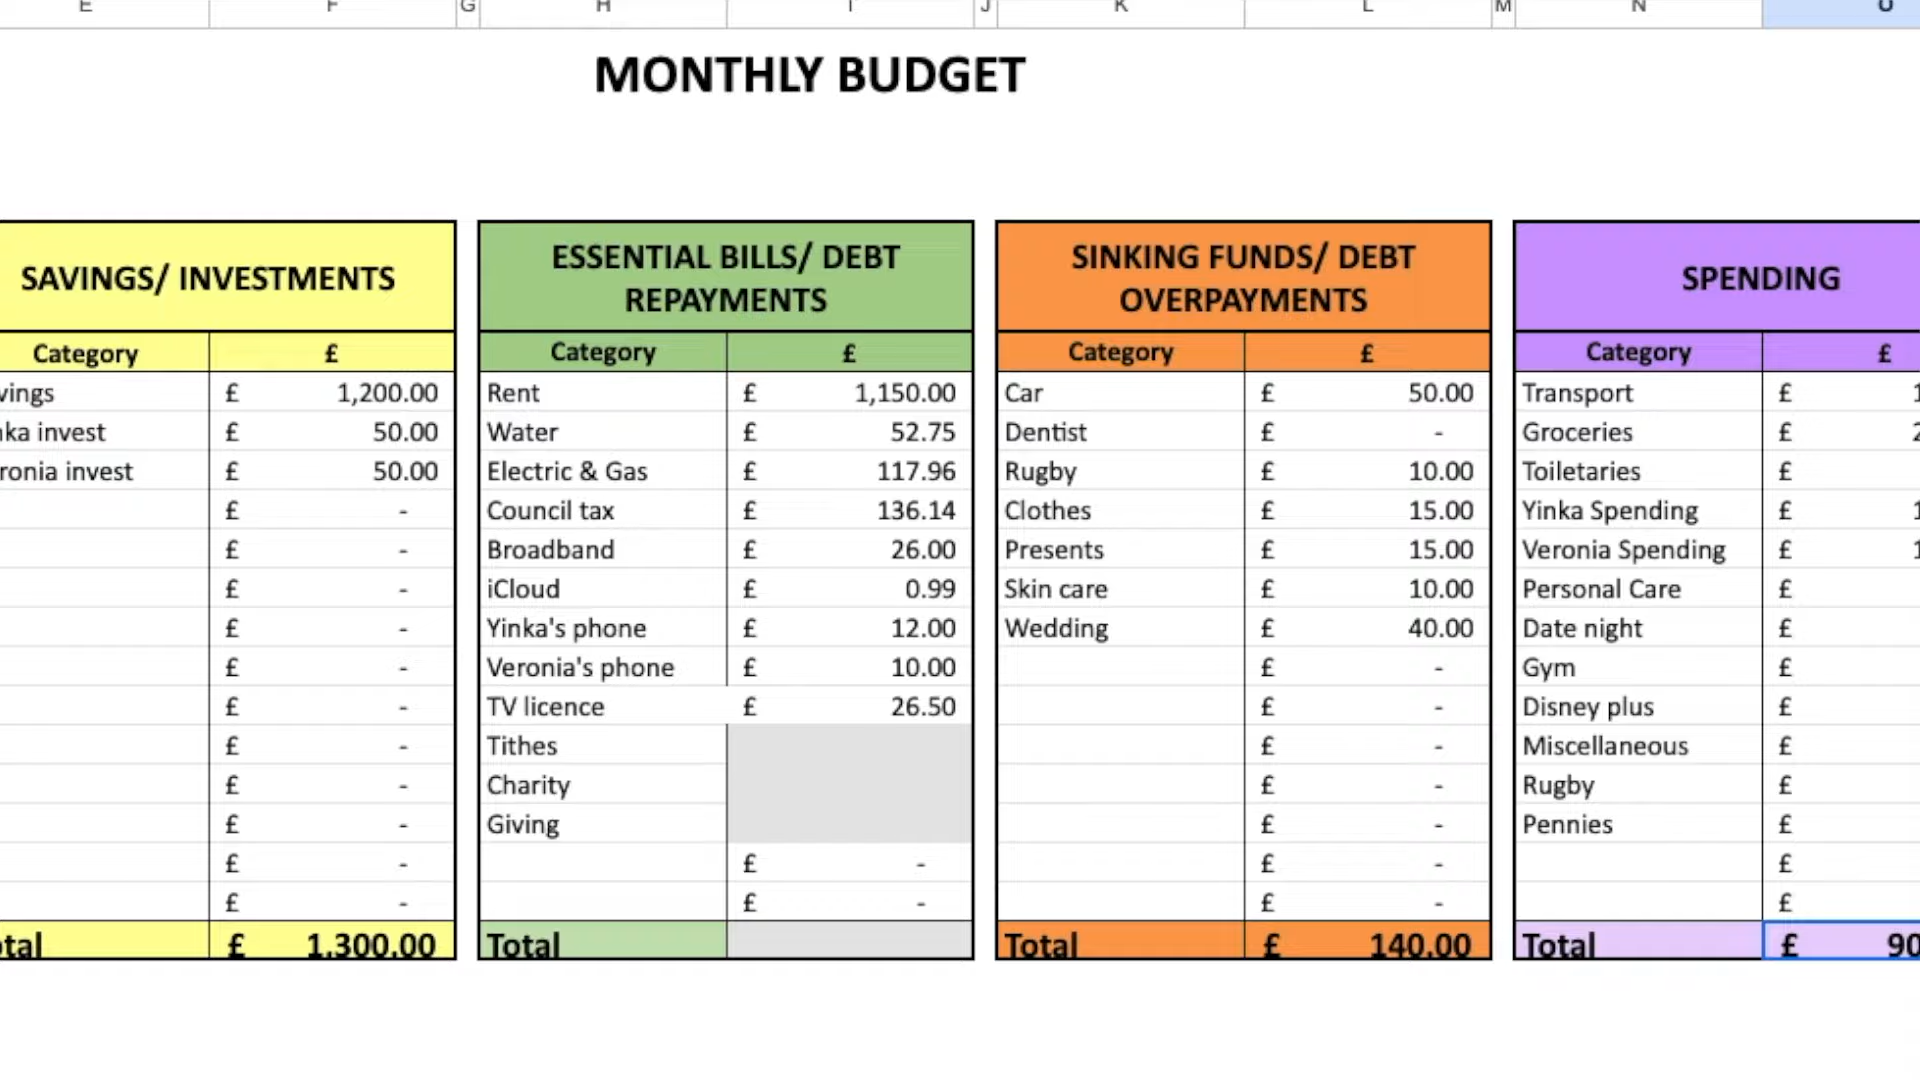 E F G H I J K L M N O
MONTHLY BUDGET
SAVINGS/ INVESTMENTS
Category £
£ 1,200.00
invest £ 50.00
invest £ 50.00
£ -
£ -
£ -
£ -
£ -
£ -
£ -
£ -
£ -
£ -
£ -
£ 1,300.00
ESSENTIAL BILLS/ DEBT
REPAYMENTS
Category £
Rent £ 1,150.00
Water £ 52.75
Electric & Gas £ 117.96
Council tax £ 136.14
Broadband £ 26.00
iCloud £ 0.99
Yinka's phone £ 12.00
Veronia's phone £ 10.00
TV licence £ 26.50
Tithes
Charity
Giving
£ -
£ -
Total
SINKING FUNDS/ DEBT
OVERPAYMENTS
Category £
Car £ 50.00
Dentist £ -
Rugby £ 10.00
Clothes £ 15.00
Presents £ 15.00
Skin care £ 10.00
Wedding £ 40.00
£ -
£ -
£ -
£ -
£ -
£ -
£ -
Total £ 140.00
SPENDING
Category £
Transport £
Groceries £
Toiletaries £
Yinka Spending £
Veronia Spending £
Personal Care £
Date night £
Gym £
Disney plus £
Miscellaneous £
Rugby £
Pennies £
£
£
Total £